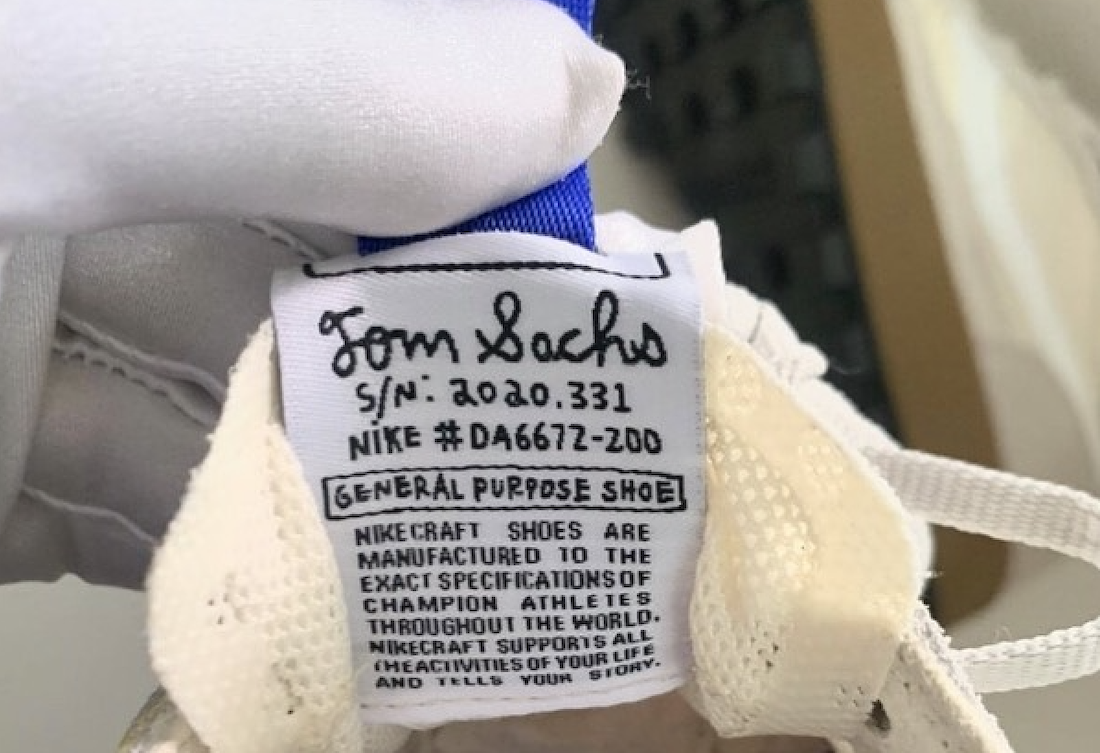 Tom Sachs
S/N: 2020.331
NIKE #DA6672-200
GENERAL PURPOSE SHOE
NIKECRAFT SHOES ARE
MANUFACTURED TO THE
EXACT SPECIFICATIONS OF
CHAMPION ATHLETES
THROUGHOUT THE WORLD.
NIKECRAFT SUPPORTS ALL
THE ACTIVITIES OF YOUR LIFE
AND TELLS YOUR STORY.